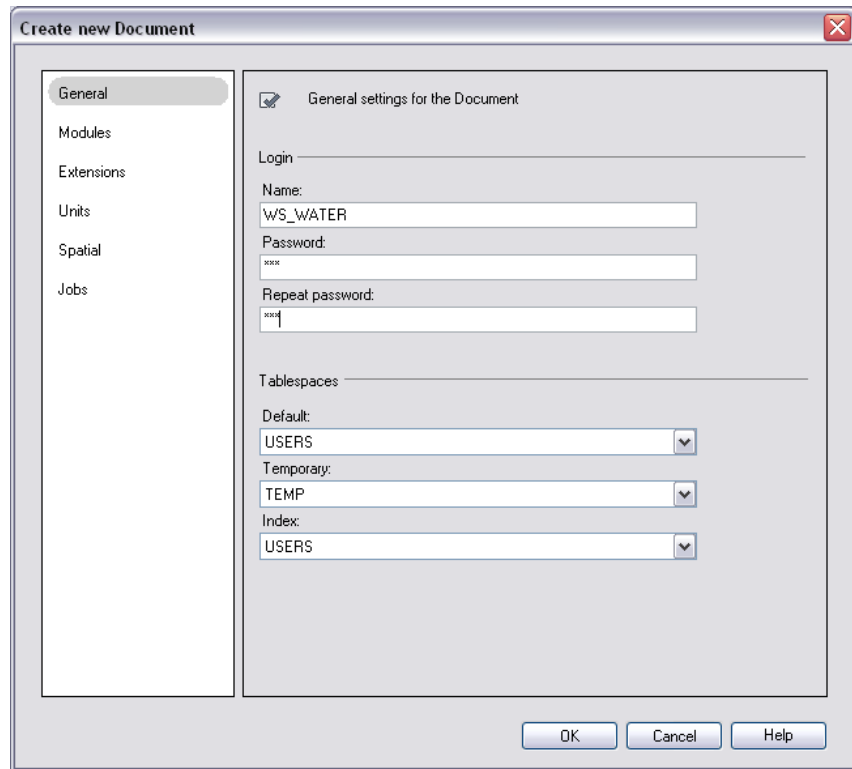 Create new Document
General
Modules
Extensions
Units
Spatial
Jobs
General settings for the Document
Login
Name:
WS_WATER
Password:
***
Repeat password:
***
Tablespaces
Default:
USERS
Temporary:
TEMP
Index:
USERS
OK Cancel Help